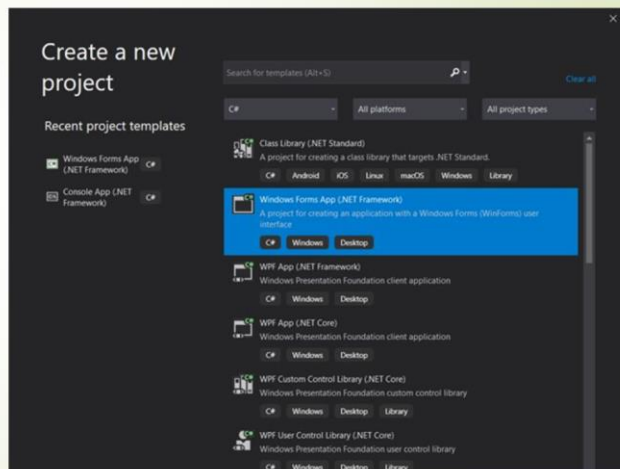 Create a new
project
Recent project templates
Windows Forms App
(.NET Framework)
C#
Console App (.NET
Framework)
C#
Search for templates (Alt+S)
Clear all
C#
All platforms
All project types
Class Library (.NET Standard)
A project for creating a class library that targets .NET Standard.
C# Android iOS Linux macOS Windows Library
Windows Forms App (.NET Framework)
A project for creating an application with a Windows Forms (WinForms) user
interface
C# Windows Desktop
WPF App (.NET Framework)
Windows Presentation Foundation client application
C# Windows Desktop
WPF App (.NET Core)
Windows Presentation Foundation client application
C# Windows Desktop
WPF Custom Control Library (.NET Core)
Windows Presentation Foundation custom control library
C# Windows Desktop Library
WPF User Control Library (.NET Core)
Windows Presentation Foundation user control library
C# Windows Desktop Library